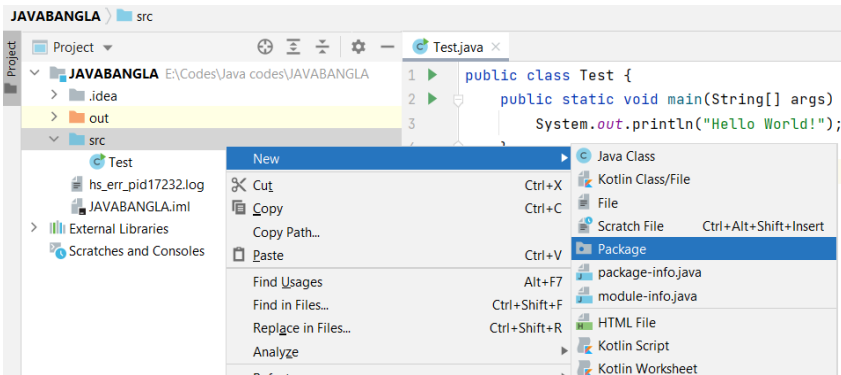 JAVABANGLA src
Project
Project
Test.java
JAVABANGLA E:\Codes\Java codes\JAVABANGLA
.idea
out
src
Test
hs_err_pid17232.log
JAVABANGLA.iml
External Libraries
Scratches and Consoles
1 public class Test {
2 public static void main(String[] args)
3 System.out.println("Hello World!");
New
Cut Ctrl+X
Copy Ctrl+C
Copy Path...
Paste Ctrl+V
Find Usages Alt+F7
Find in Files... Ctrl+Shift+F
Replace in Files... Ctrl+Shift+R
Analyze
Java Class
Kotlin Class/File
File
Scratch File Ctrl+Alt+Shift+Insert
Package
package-info.java
module-info.java
HTML File
Kotlin Script
Kotlin Worksheet